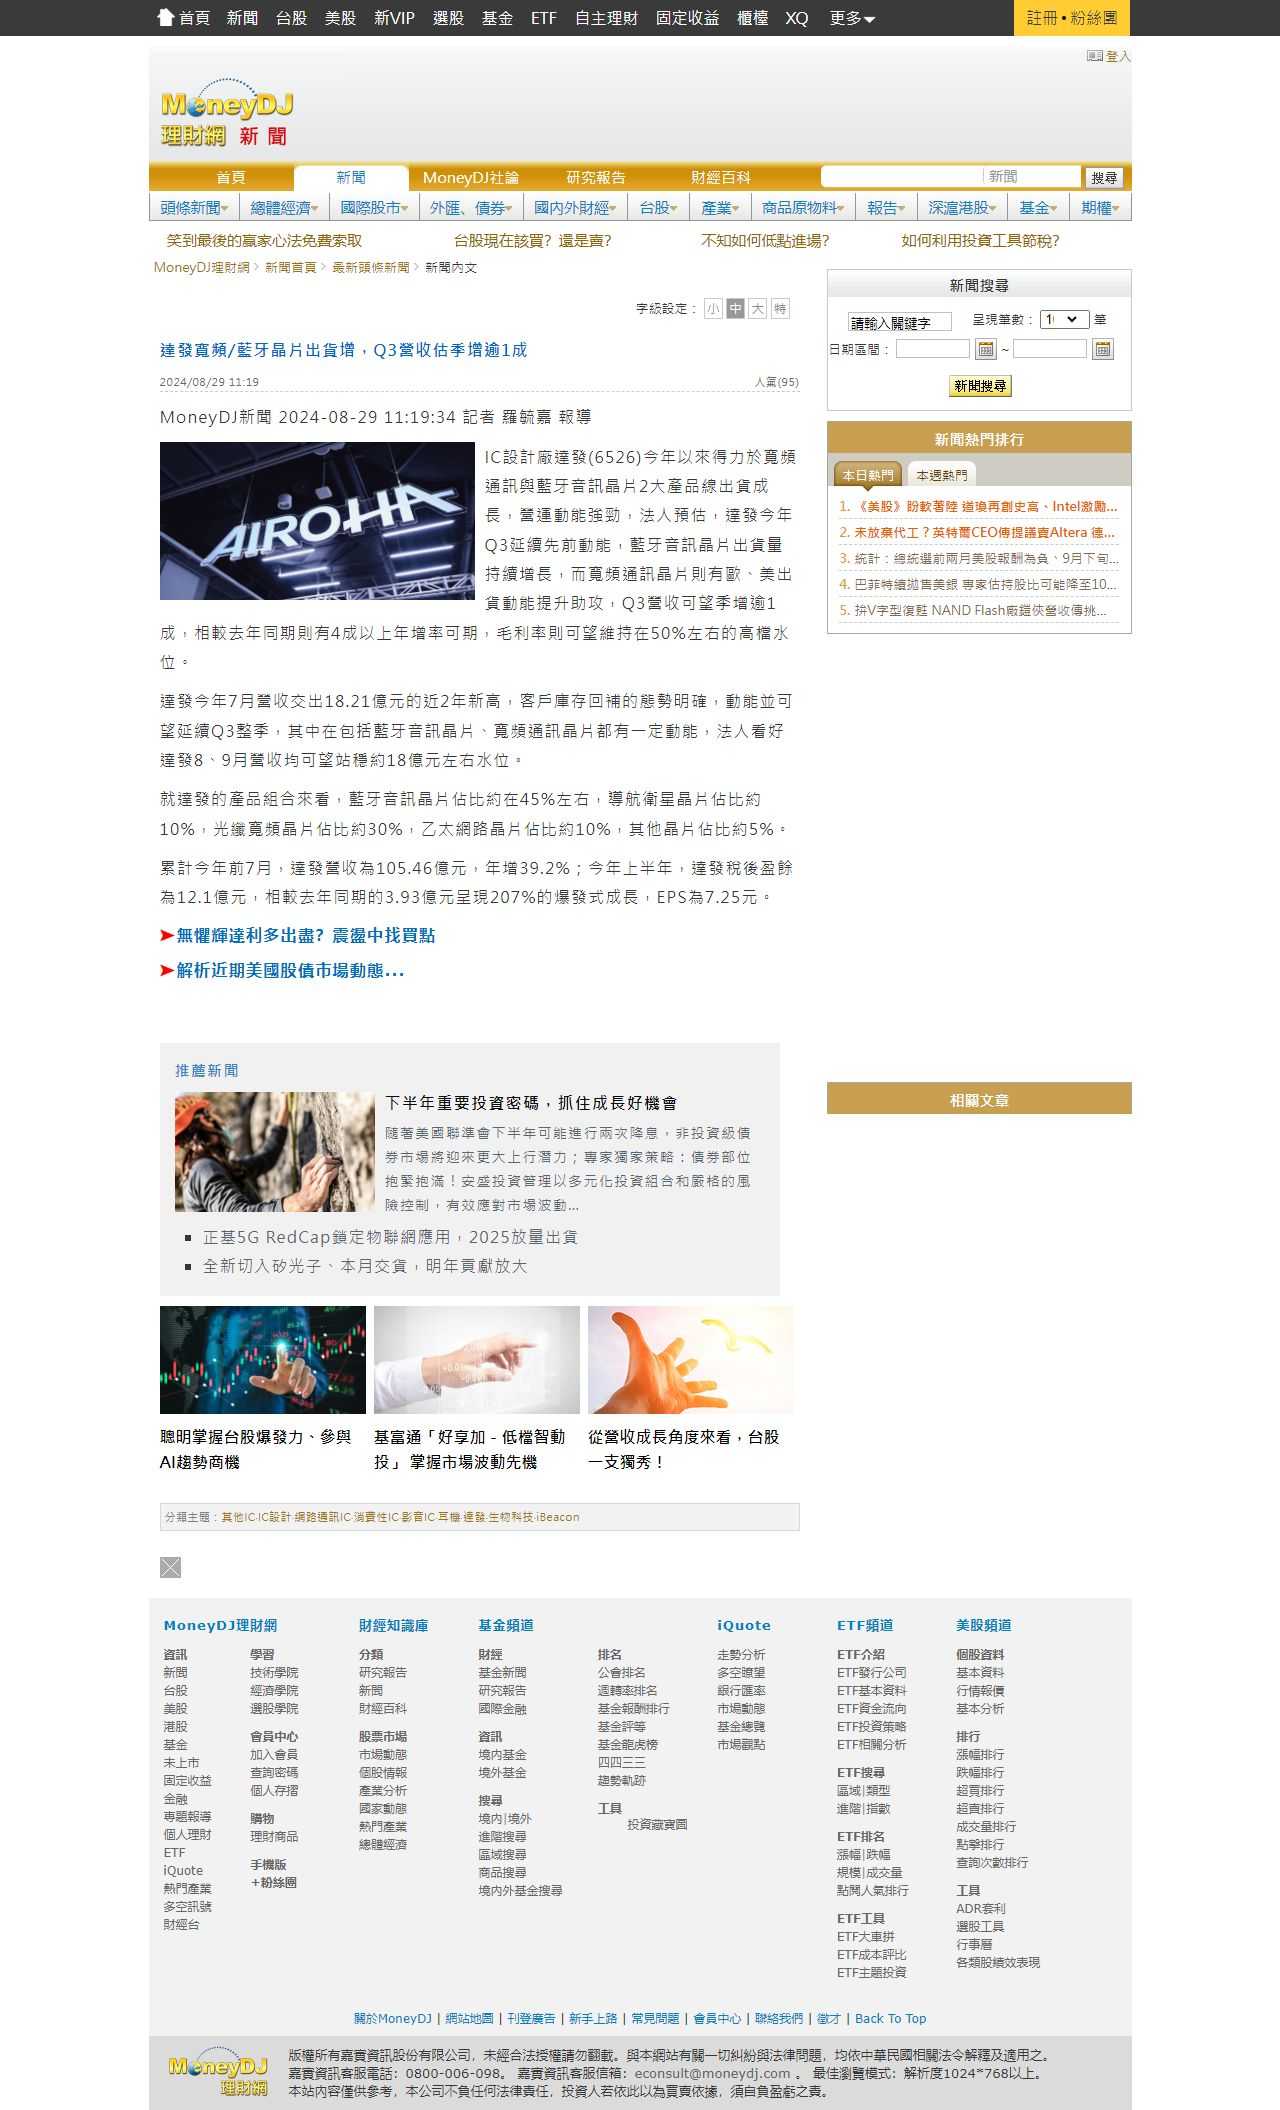 首頁 新聞 台股 美股 新VIP 選股 基金 ETF 自主理財 固定收益 櫃檯 XQ 更多 註冊•粉絲團
登入
MoneyDJ
理財網 新聞
首頁 新聞 MoneyDJ社論 研究報告 財經百科 新聞 搜尋
頭條新聞 總體經濟 國際股市 外匯、債券 國內外財經 台股 產業 商品原物料 報告 深滬港股 基金 期權
笑到最後的贏家心法免費索取 台股現在該買? 還是賣? 不知如何低點進場? 如何利用投資工具節稅?
MoneyDJ理財網 新聞首頁 最新頭條新聞 新聞內文
字級設定： 小 中 大 特
達發寬頻/藍牙晶片出貨增，Q3營收估季增逾1成
2024/08/29 11:19 人氣(95)
MoneyDJ新聞 2024-08-29 11:19:34 記者 羅毓嘉 報導
AIROHA
IC設計廠達發(6526)今年以來得力於寬頻
通訊與藍牙音訊晶片2大產品線出貨成
長，營運動能強勁，法人預估，達發今年
Q3延續先前動能，藍牙音訊晶片出貨量
持續增長，而寬頻通訊晶片則有歐、美出
貨動能提升助攻，Q3營收可望季增逾1
成，相較去年同期則有4成以上年增率可期，毛利率則可望維持在50%左右的高檔水
位。
達發今年7月營收交出18.21億元的近2年新高，客戶庫存回補的態勢明確，動能並可
望延續Q3整季，其中在包括藍牙音訊晶片、寬頻通訊晶片都有一定動能，法人看好
達發8、9月營收均可望站穩約18億元左右水位。
就達發的產品組合來看，藍牙音訊晶片佔比約在45%左右，導航衛星晶片佔比約
10%，光纖寬頻晶片佔比約30%，乙太網路晶片佔比約10%，其他晶片佔比約5%。
累計今年前7月，達發營收為105.46億元，年增39.2%；今年上半年，達發稅後盈餘
為12.1億元，相較去年同期的3.93億元呈現207%的爆發式成長，EPS為7.25元。
➤無懼輝達利多出盡? 震盪中找買點
➤解析近期美國股債市場動態...
新聞搜尋
請輸入關鍵字 呈現筆數： 10 筆
日期區間： ~
新聞搜尋
新聞熱門排行
本日熱門 本週熱門
1. 《美股》盼軟著陸 道瓊再創史高、Intel激勵...
2. 未放棄代工？英特爾CEO傳提議賣Altera 德...
3. 統計：總統選前兩月美股報酬為負、9月下旬...
4. 巴菲特續拋售美銀 專家估持股比可能降至10...
5. 拚V字型復甦 NAND Flash廠鎧俠營收傳挑...
相關文章
推薦新聞
下半年重要投資密碼，抓住成長好機會
隨著美國聯準會下半年可能進行兩次降息，非投資級債
券市場將迎來更大上行潛力；專家獨家策略：債券部位
抱緊抱滿！安盛投資管理以多元化投資組合和嚴格的風
險控制，有效應對市場波動...
正基5G RedCap鎖定物聯網應用，2025放量出貨
全新切入矽光子、本月交貨，明年貢獻放大
聰明掌握台股爆發力、參與
AI趨勢商機
基富通「好享加－低檔智動
投」 掌握市場波動先機
從營收成長角度來看，台股
一支獨秀！
分類主題：其他IC‧IC設計‧網路通訊IC‧消費性IC‧影音IC‧耳機‧達發‧生物科技‧iBeacon
MoneyDJ理財網
資訊
新聞
台股
美股
港股
基金
未上市
固定收益
金融
專題報導
個人理財
ETF
iQuote
熱門產業
多空訊號
財經台
學習
技術學院
經濟學院
選股學院
會員中心
加入會員
查詢密碼
個人存摺
購物
理財商品
手機版
+粉絲團
財經知識庫
分類
研究報告
新聞
財經百科
股票市場
市場動態
個股情報
產業分析
國家動態
熱門產業
總體經濟
基金頻道
財經
基金新聞
研究報告
國際金融
資訊
境內基金
境外基金
搜尋
境內|境外
進階搜尋
區域搜尋
商品搜尋
境內外基金搜尋
排名
公會排名
週轉率排名
基金報酬排行
基金評等
基金龍虎榜
四四三三
趨勢軌跡
工具
投資藏寶圖
iQuote
走勢分析
多空瞭望
銀行匯率
市場動態
基金總覽
市場觀點
ETF頻道
ETF介紹
ETF發行公司
ETF基本資料
ETF資金流向
ETF投資策略
ETF相關分析
ETF搜尋
區域|類型
進階|指數
ETF排名
漲幅|跌幅
規模|成交量
點閱人氣排行
ETF工具
ETF大車拼
ETF成本評比
ETF主題投資
美股頻道
個股資料
基本資料
行情報價
基本分析
排行
漲幅排行
跌幅排行
超買排行
超賣排行
成交量排行
點擊排行
查詢次數排行
工具
ADR套利
選股工具
行事曆
各類股績效表現
關於MoneyDJ | 網站地圖 | 刊登廣告 | 新手上路 | 常見問題 | 會員中心 | 聯絡我們 | 徵才 | Back To Top
MoneyDJ
理財網
版權所有嘉實資訊股份有限公司，未經合法授權請勿翻載。與本網站有關一切糾紛與法律問題，均依中華民國相關法令解釋及適用之。
嘉實資訊客服電話：0800-006-098。 嘉實資訊客服信箱：econsult@moneydj.com 。 最佳瀏覽模式：解析度1024*768以上。
本站內容僅供參考，本公司不負任何法律責任，投資人若依此以為買賣依據，須自負盈虧之責。